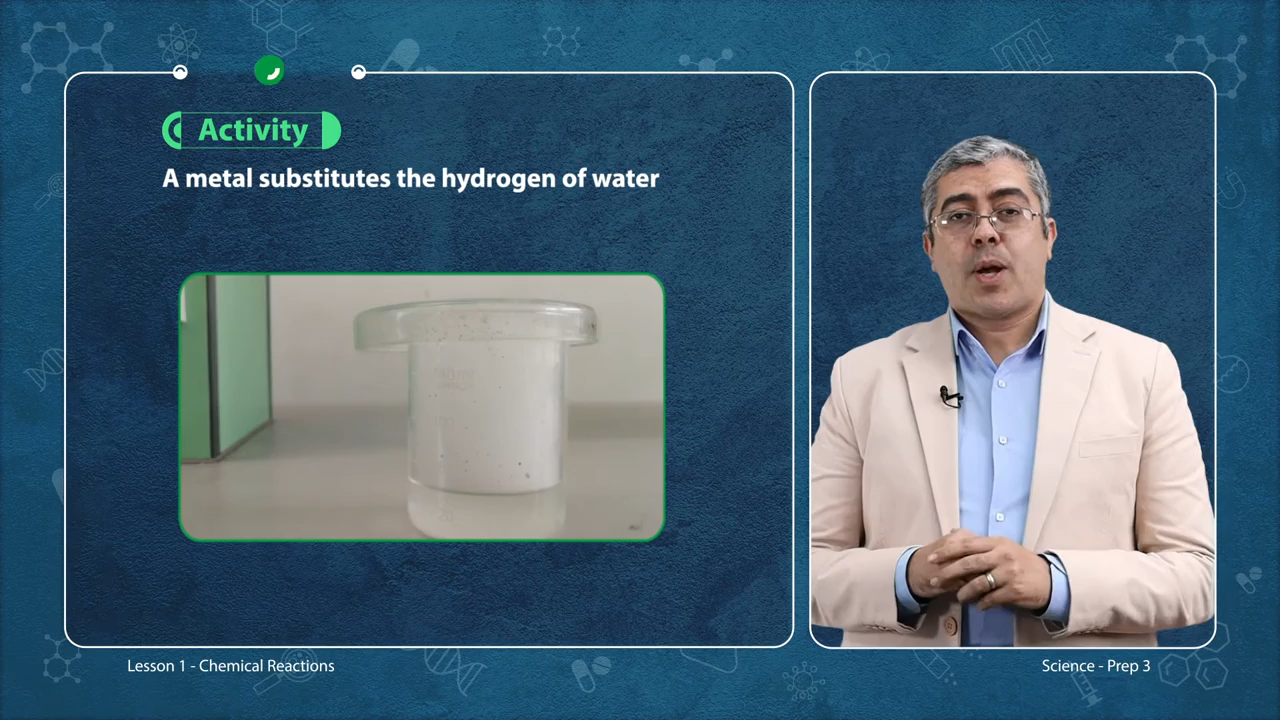 Activity
A metal substitutes the hydrogen of water
Lesson 1 - Chemical Reactions
Science - Prep 3